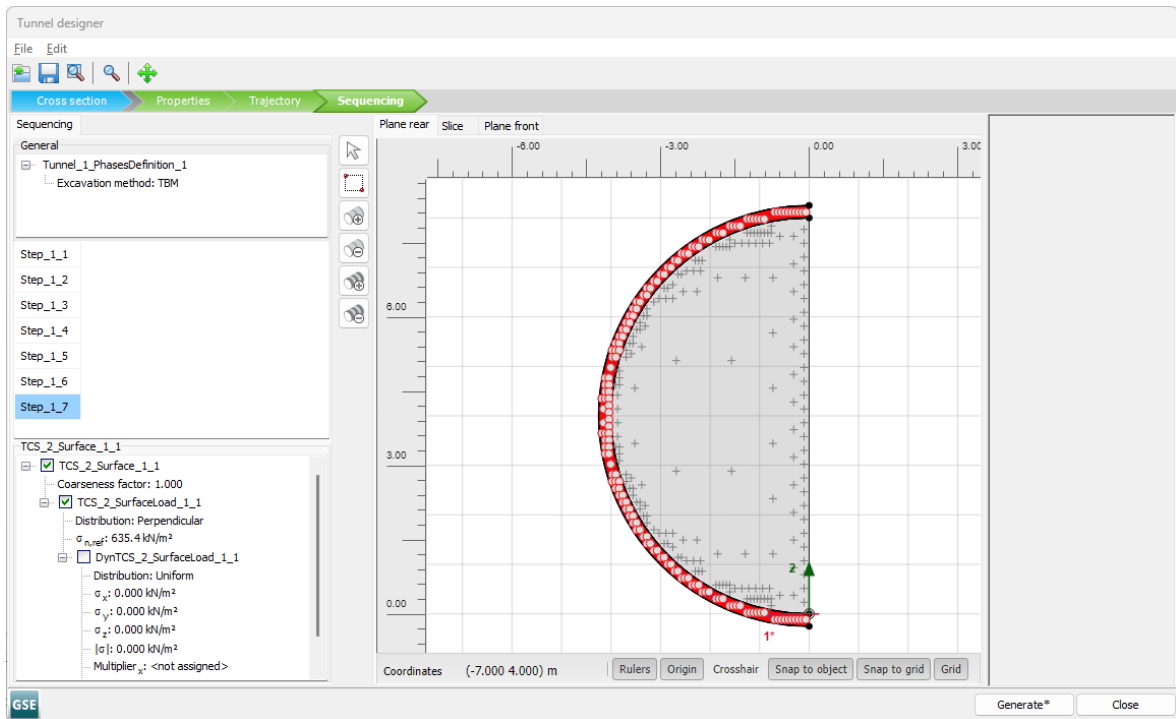 Tunnel designer
File Edit
Cross section Properties Trajectory Sequencing
Sequencing
General
Tunnel_1_PhasesDefinition_1
Excavation method: TBM
Step_1_1
Step_1_2
Step_1_3
Step_1_4
Step_1_5
Step_1_6
Step_1_7
TCS_2_Surface_1_1
TCS_2_Surface_1_1
Coarseness factor: 1.000
TCS_2_SurfaceLoad_1_1
Distribution: Perpendicular
σn,ref: 635.4 kN/m²
DynTCS_2_SurfaceLoad_1_1
Distribution: Uniform
σx: 0.000 kN/m²
σy: 0.000 kN/m²
σz: 0.000 kN/m²
|σ|: 0.000 kN/m²
Multiplierx: <not assigned>
Plane rear Slice Plane front
-6.00 -3.00 0.00 3.00
6.00
3.00
0.00
2
1*
Coordinates (-7.000 4.000) m Rulers Origin Crosshair Snap to object Snap to grid Grid
GSE Generate* Close